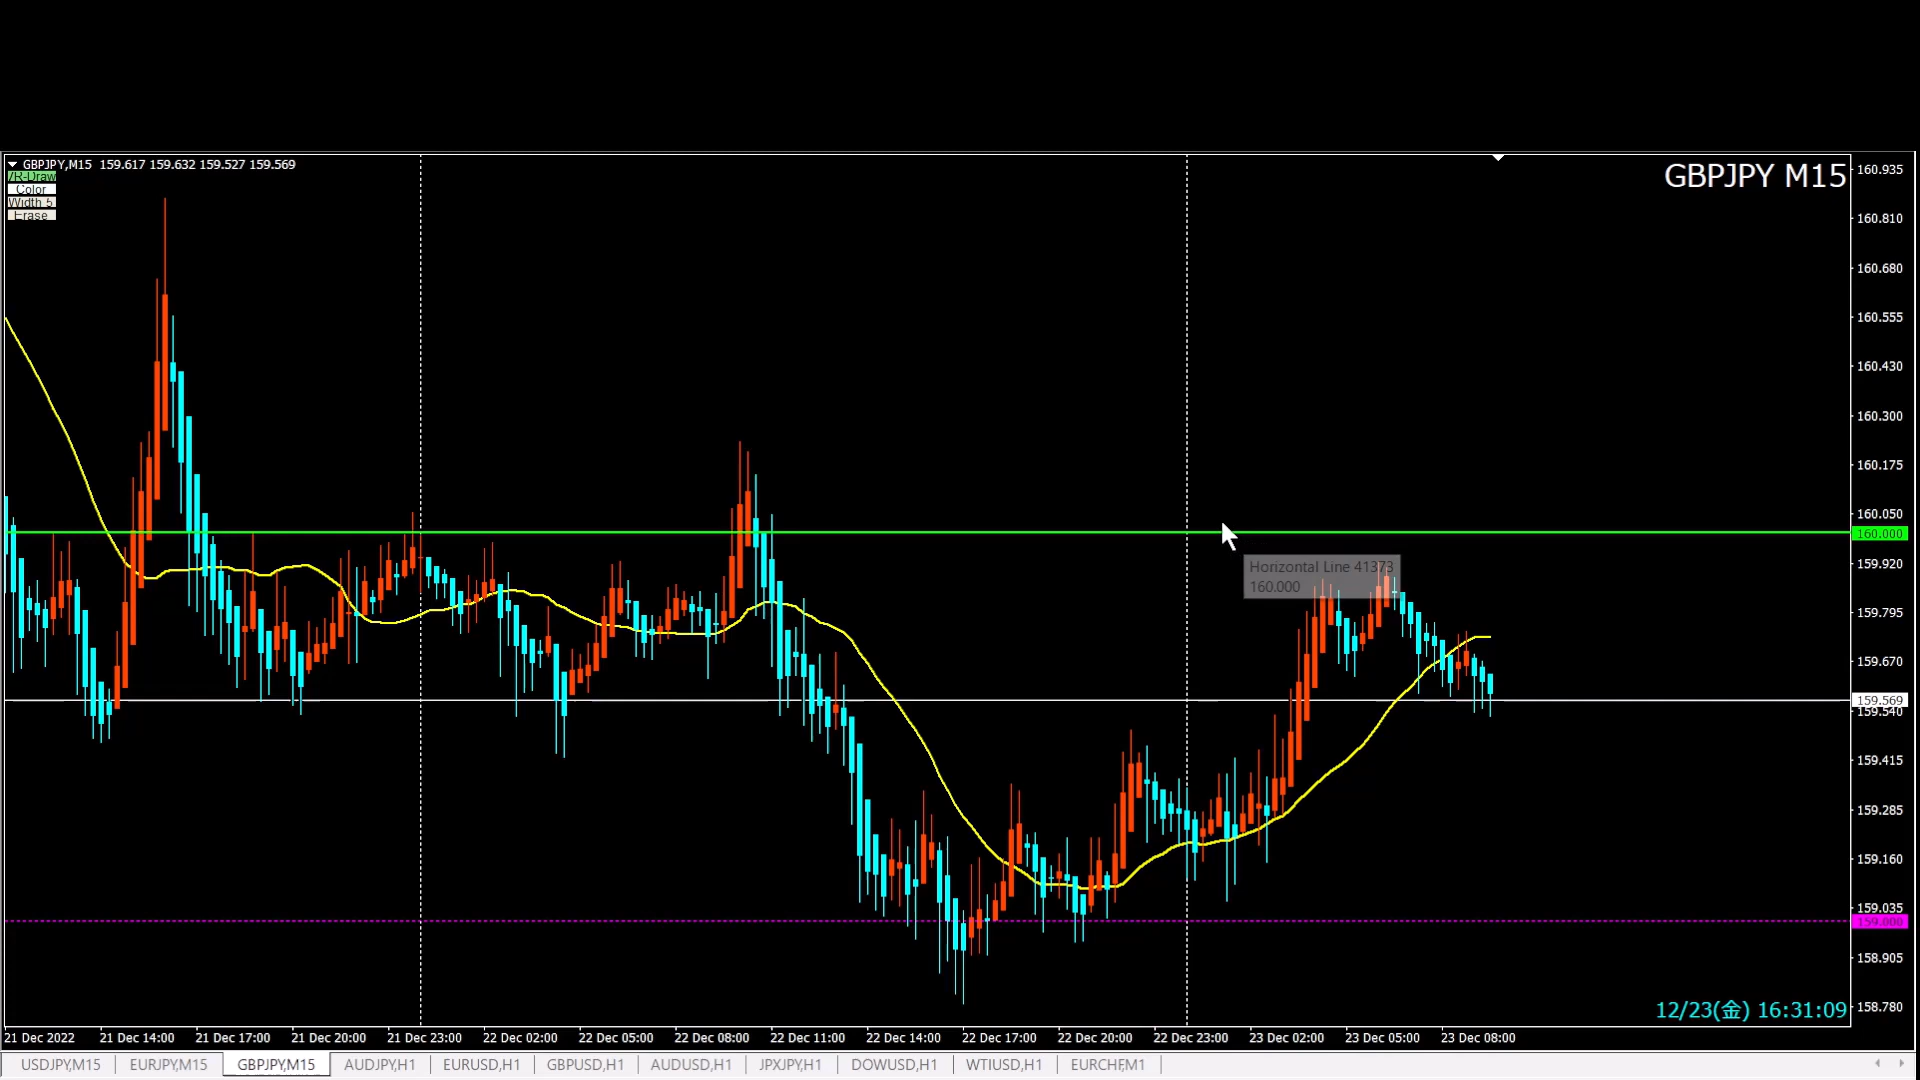 GBPJPY,M15 159.617 159.632 159.527 159.569
GBPJPY M15
/R-Draw
Color
Width 5
Erase
160.935
160.810
160.680
160.555
160.430
160.300
160.175
160.050
160.000
159.920
159.795
159.670
159.569
159.540
159.415
159.285
159.160
159.035
159.000
158.905
158.780
Horizontal Line 41373
160.000
12/23(金) 16:31:09
21 Dec 2022 21 Dec 14:00 21 Dec 17:00 21 Dec 20:00 21 Dec 23:00 22 Dec 02:00 22 Dec 05:00 22 Dec 08:00 22 Dec 11:00 22 Dec 14:00 22 Dec 17:00 22 Dec 20:00 22 Dec 23:00 23 Dec 02:00 23 Dec 05:00 23 Dec 08:00
USDJPY,M15 EURJPY,M15 GBPJPY,M15 AUDJPY,H1 EURUSD,H1 GBPUSD,H1 AUDUSD,H1 JPXJPY,H1 DOWUSD,H1 WTIUSD,H1 EURCHF,M1